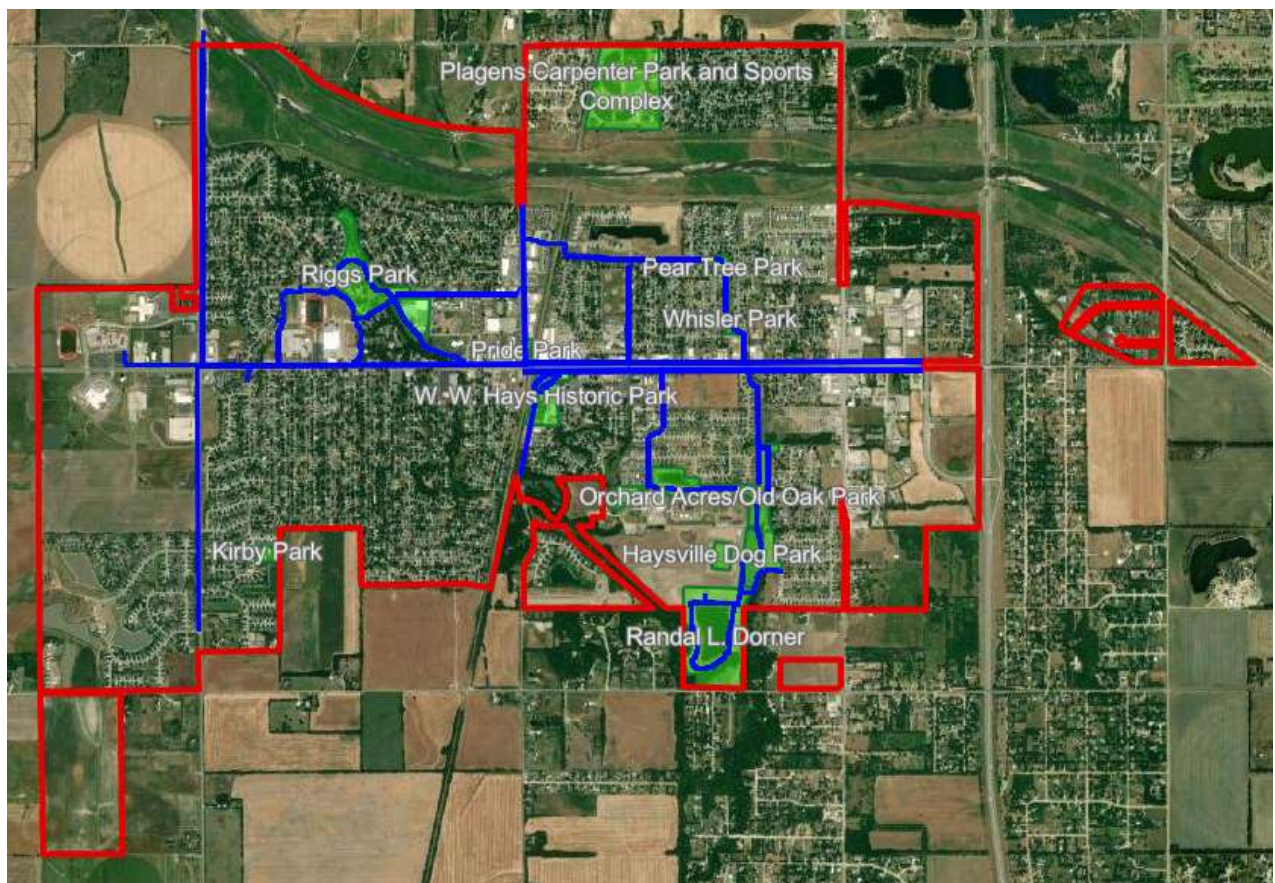 Plagens Carpenter Park and Sports
Complex
Riggs Park
Pear Tree Park
Whisler Park
Pride Park
W. W. Hays Historic Park
Orchard Acres/Old Oak Park
Kirby Park
Haysville Dog Park
Randal L. Dorner